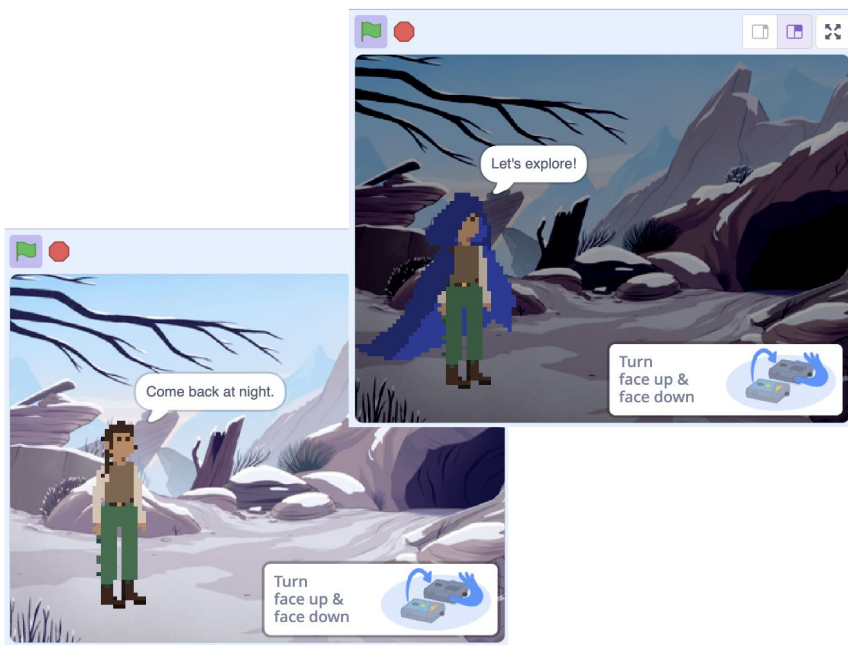 Let's explore!
Turn
face up &
face down
Come back at night.
Turn
face up &
face down